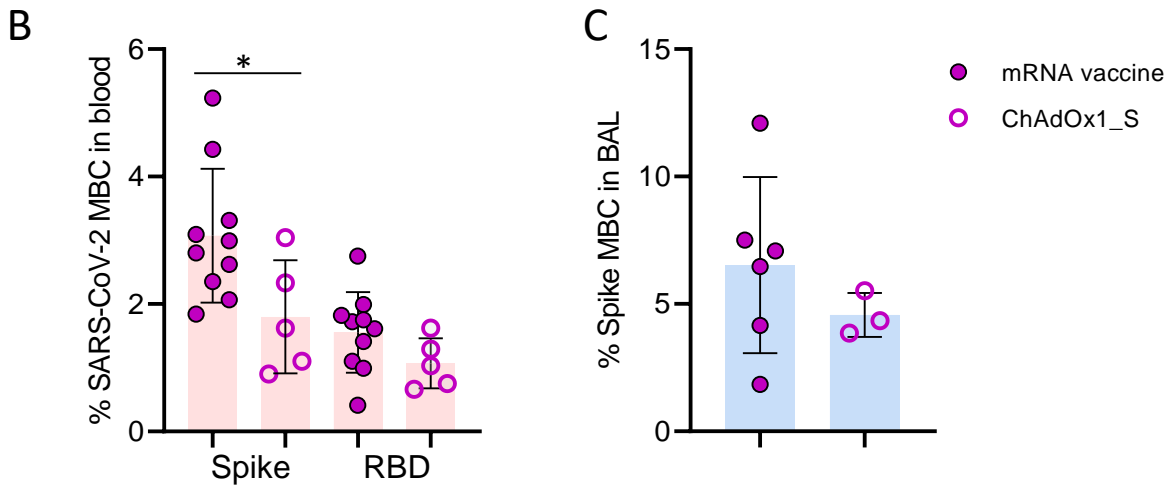 B
% SARS-CoV-2 MBC in blood
6
4
2
0
*
Spike
RBD
C
% Spike MBC in BAL
15
10
5
0
mRNA vaccine
ChAdOx1_S